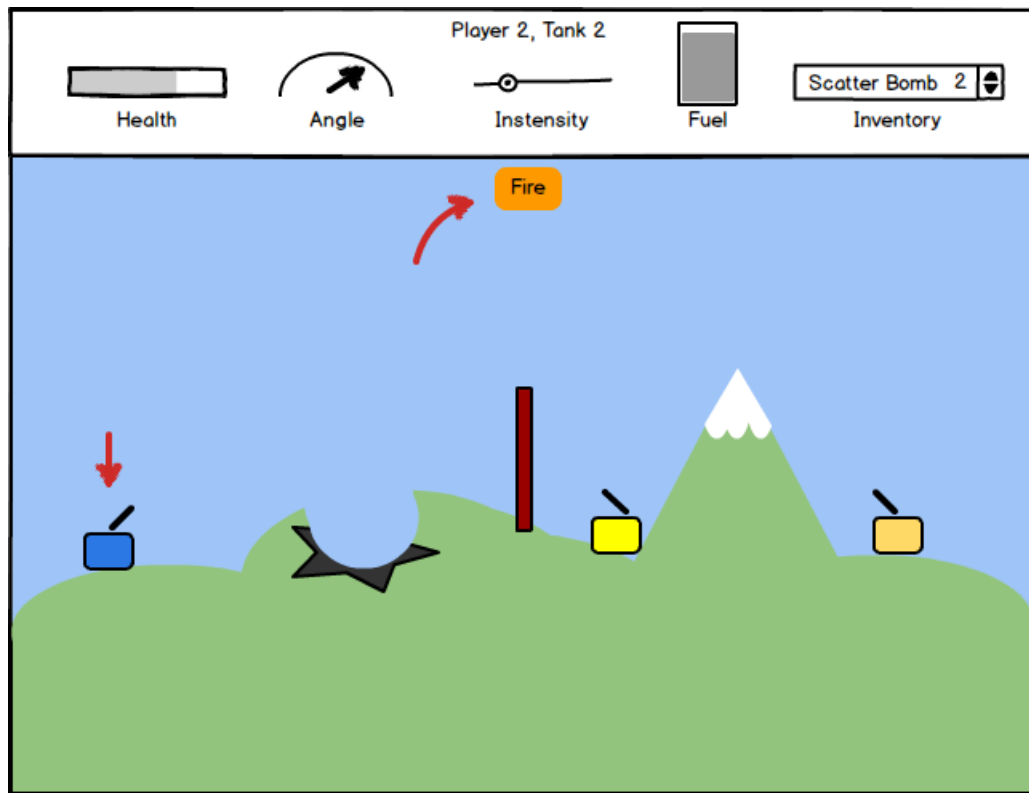 Player 2, Tank 2
Health
Angle
Instensity
Fuel
Scatter Bomb 2
Inventory
Fire